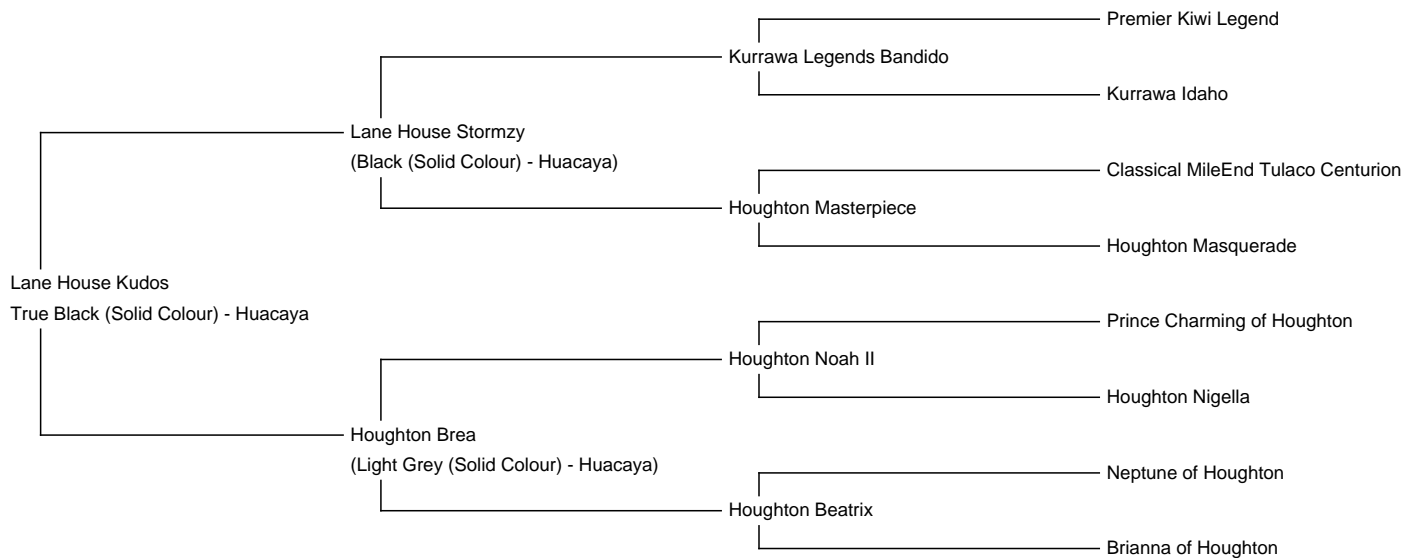 Premier Kiwi Legend
Kurrawa Legends Bandido
Kurrawa Idaho
Lane House Stormzy
(Black (Solid Colour) - Huacaya)
Classical MileEnd Tulaco Centurion
Houghton Masterpiece
Houghton Masquerade
Lane House Kudos
True Black (Solid Colour) - Huacaya
Prince Charming of Houghton
Houghton Noah II
Houghton Nigella
Houghton Brea
(Light Grey (Solid Colour) - Huacaya)
Neptune of Houghton
Houghton Beatrix
Brianna of Houghton